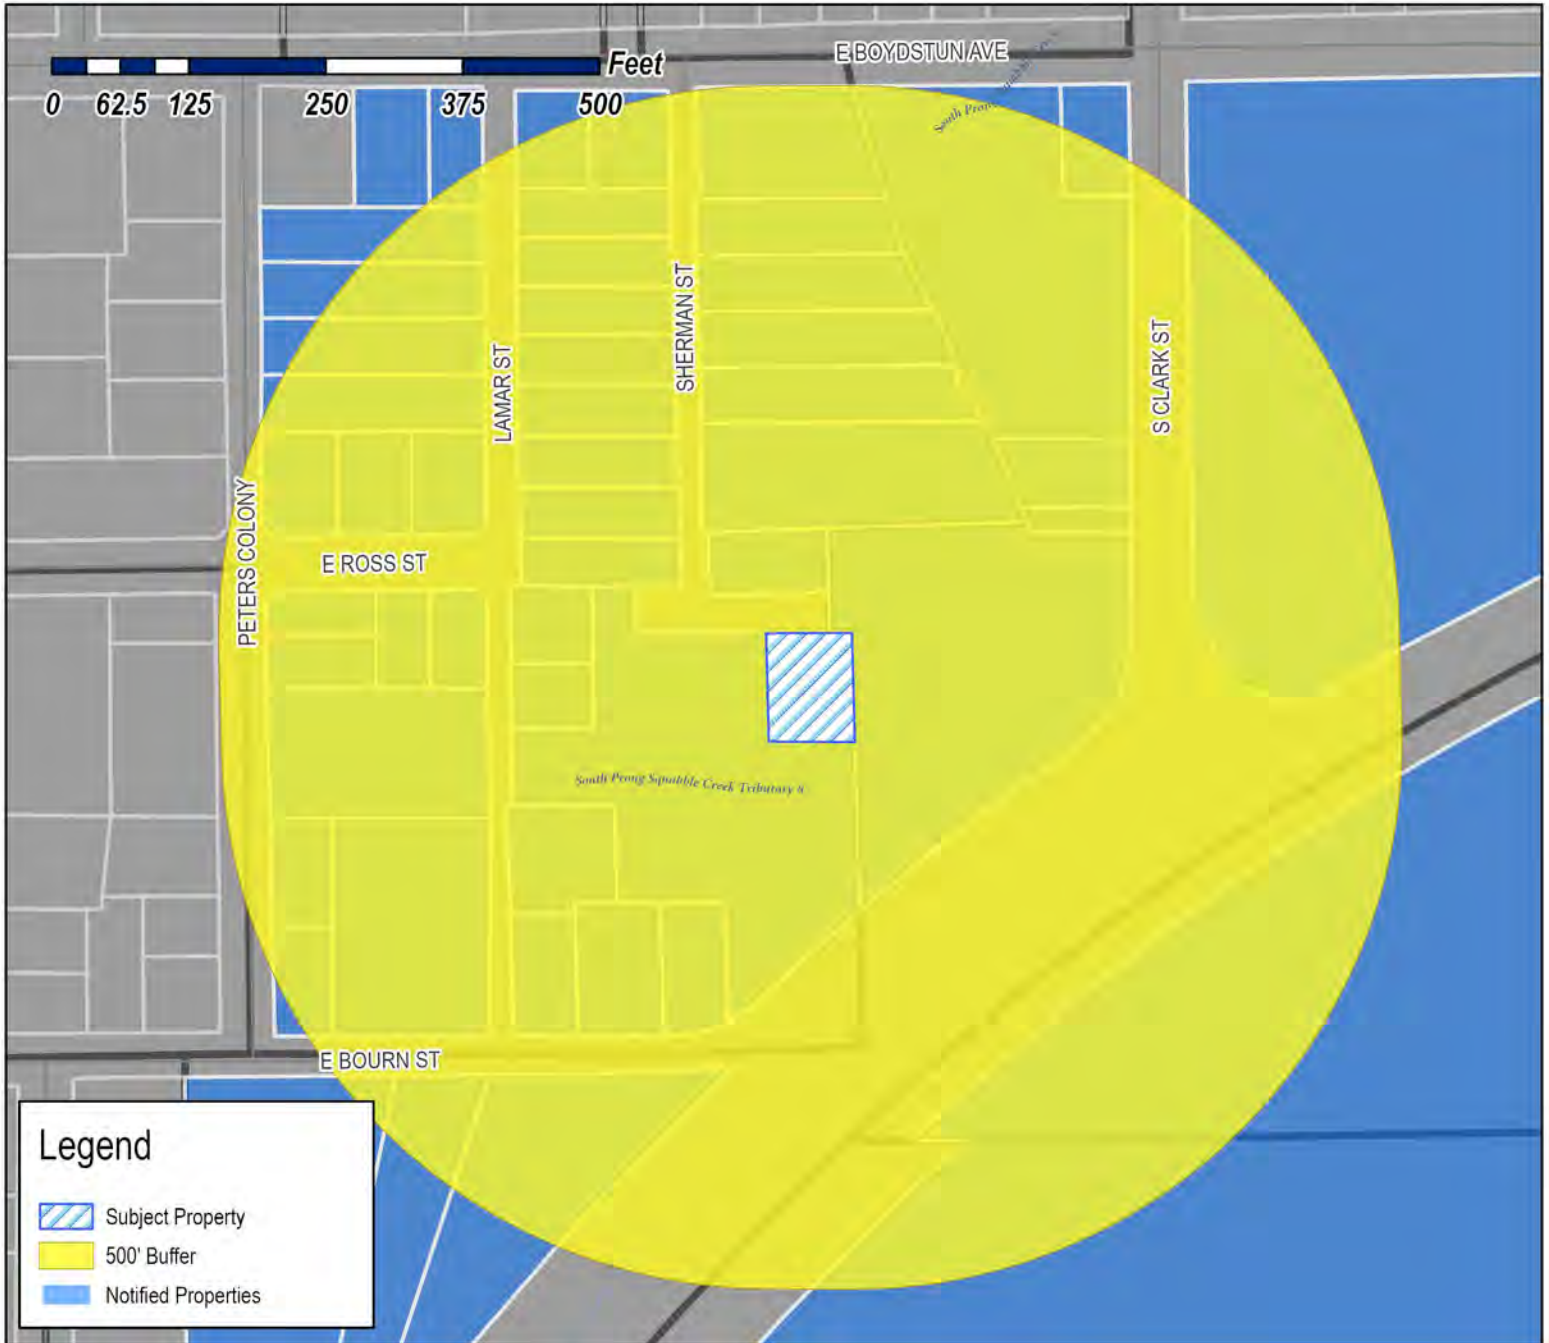 E BOYDSTUN AVE
Feet
0 62.5 125 250 375 500
South Prong
SHERMAN ST
LAMAR ST
S CLARK ST
PETERS COLONY
E ROSS ST
South Prong Squabble Creek Tributary
E BOURN ST
Legend
Subject Property
500' Buffer
Notified Properties